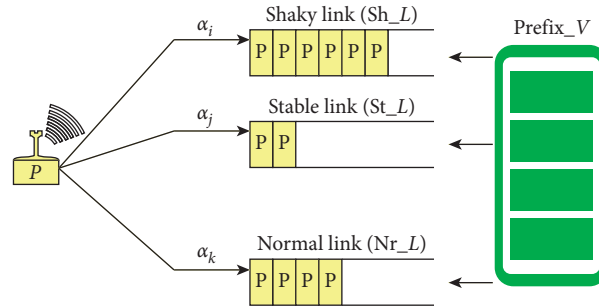 Shaky link (Sh_L)
Prefix_V
α_i
P P P P P P
Stable link (St_L)
α_j
P P
P
Normal link (Nr_L)
α_k
P P P P